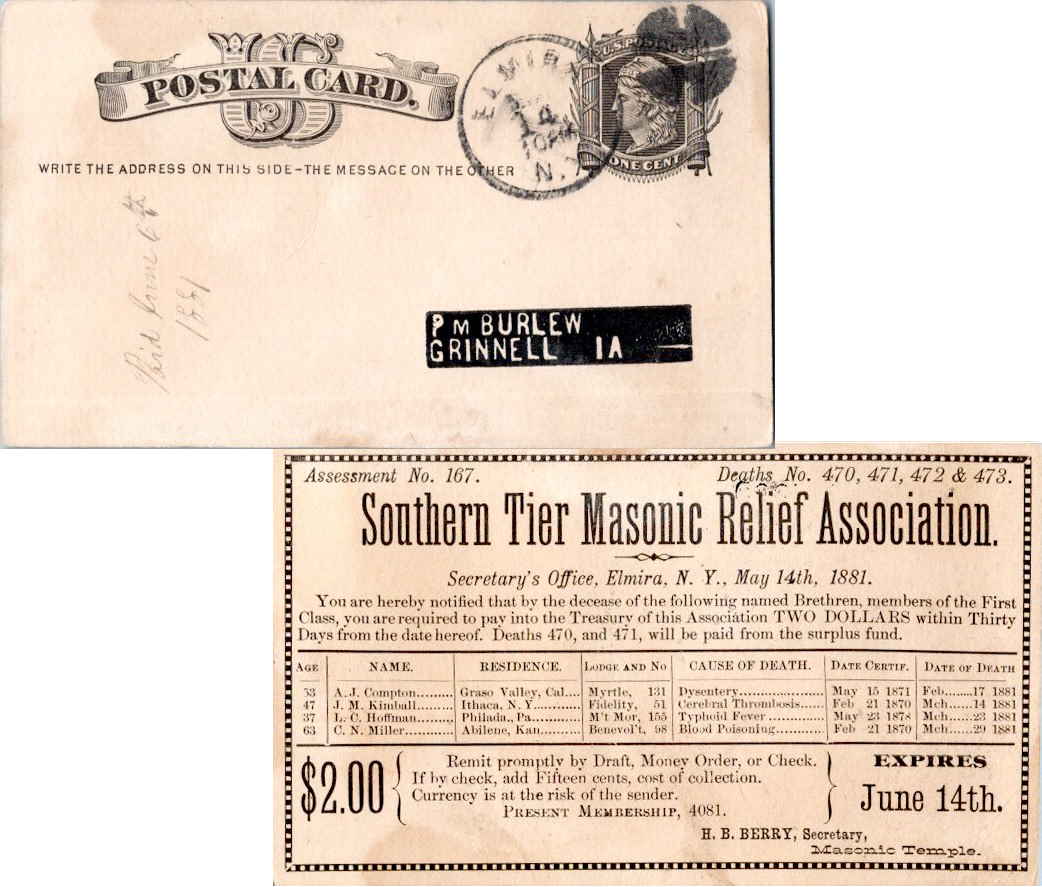 US
POSTAL CARD.
U.S. POSTAGE
ONE CENT
ELMIRA
14
N.Y.
WRITE THE ADDRESS ON THIS SIDE-THE MESSAGE ON THE OTHER
June 6th
1881
P M BURLEW
GRINNELL IA
Assessment No. 167. Deaths No. 470, 471, 472 & 473.
Southern Tier Masonic Relief Association.
Secretary's Office, Elmira, N. Y., May 14th, 1881.
You are hereby notified that by the decease of the following named Brethren, members of the First
Class, you are required to pay into the Treasury of this Association TWO DOLLARS within Thirty
Days from the date hereof. Deaths 470, and 471, will be paid from the surplus fund.
AGE NAME. RESIDENCE. LODGE AND No CAUSE OF DEATH. DATE CERTIF. DATE OF DEATH
53 A. J. Compton......... Graso Valley, Cal.... Myrtle, 131 Dysentery............... May 15 1871 Feb.......17 1881
47 J. M. Kimball......... Ithaca, N. Y.......... Fidelity, 51 Cerebral Thrombosis...... Feb 21 1870 Mch......14 1881
37 L. C. Hoffman......... Philada., Pa.......... M't Mor, 155 Typhoid Fever ............ May 23 1878 Mch......23 1881
63 C. N. Miller.......... Abilene, Kan......... Benevol't, 98 Blood Poisoning........... Feb 21 1870 Mch......29 1881
$2.00
Remit promptly by Draft, Money Order, or Check.
If by check, add Fifteen cents, cost of collection.
Currency is at the risk of the sender.
PRESENT MEMBERSHIP, 4081.
EXPIRES
June 14th.
H. B. BERRY, Secretary,
Masonic Temple.